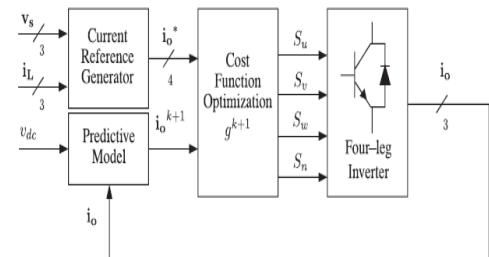 v_s
3
i_L
3
v_dc
Current
Reference
Generator
Predictive
Model
i_o*
4
i_o^{k+1}
i_o
Cost
Function
Optimization
g^{k+1}
S_u
S_v
S_w
S_n
Four–leg
Inverter
i_o
3